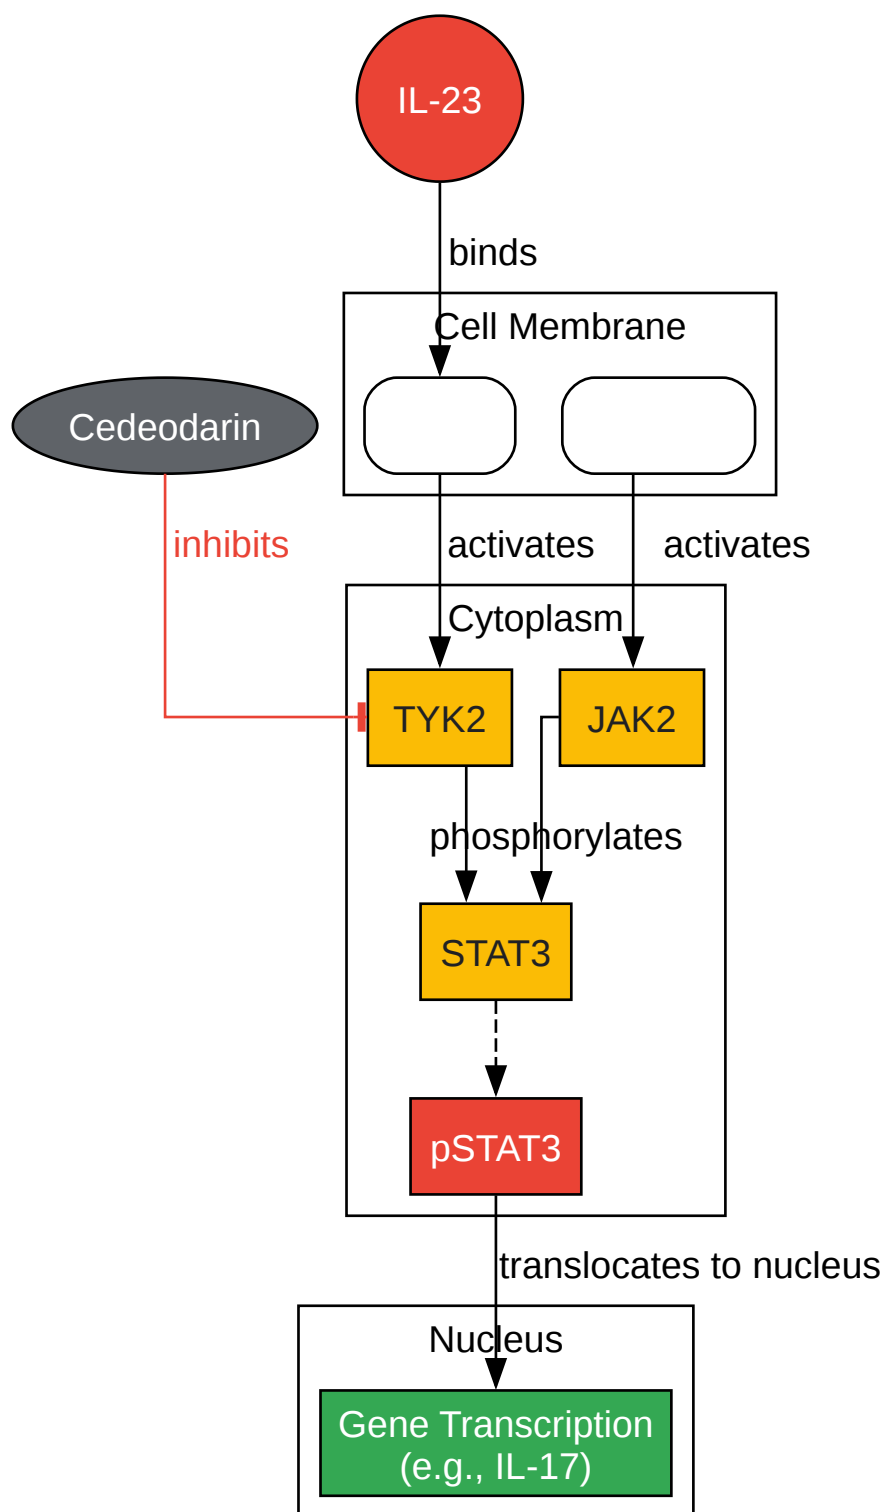 IL-23
binds
Cell Membrane
Cedeodarin
inhibits
activates
activates
Cytoplasm
TYK2
JAK2
phosphorylates
STAT3
pSTAT3
translocates to nucleus
Nucleus
Gene Transcription
(e.g., IL-17)